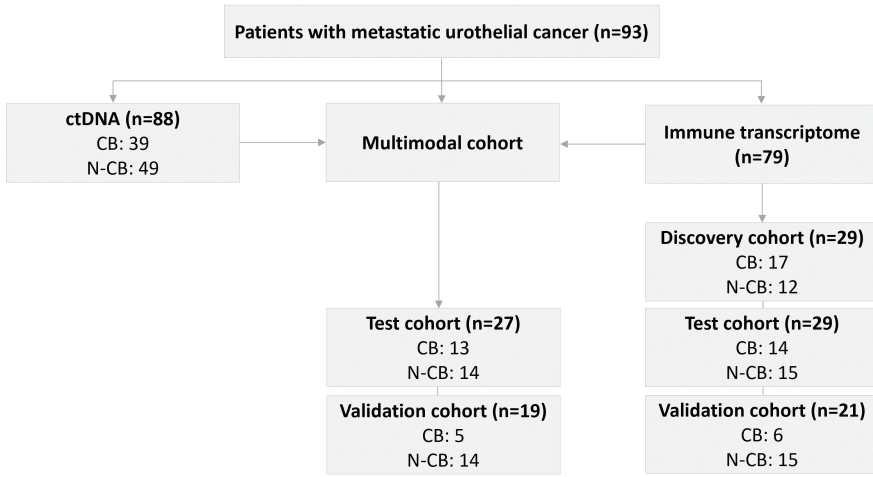 Patients with metastatic urothelial cancer (n=93)
ctDNA (n=88)
CB: 39
N-CB: 49
Multimodal cohort
Immune transcriptome
(n=79)
Discovery cohort (n=29)
CB: 17
N-CB: 12
Test cohort (n=27)
CB: 13
N-CB: 14
Test cohort (n=29)
CB: 14
N-CB: 15
Validation cohort (n=19)
CB: 5
N-CB: 14
Validation cohort (n=21)
CB: 6
N-CB: 15